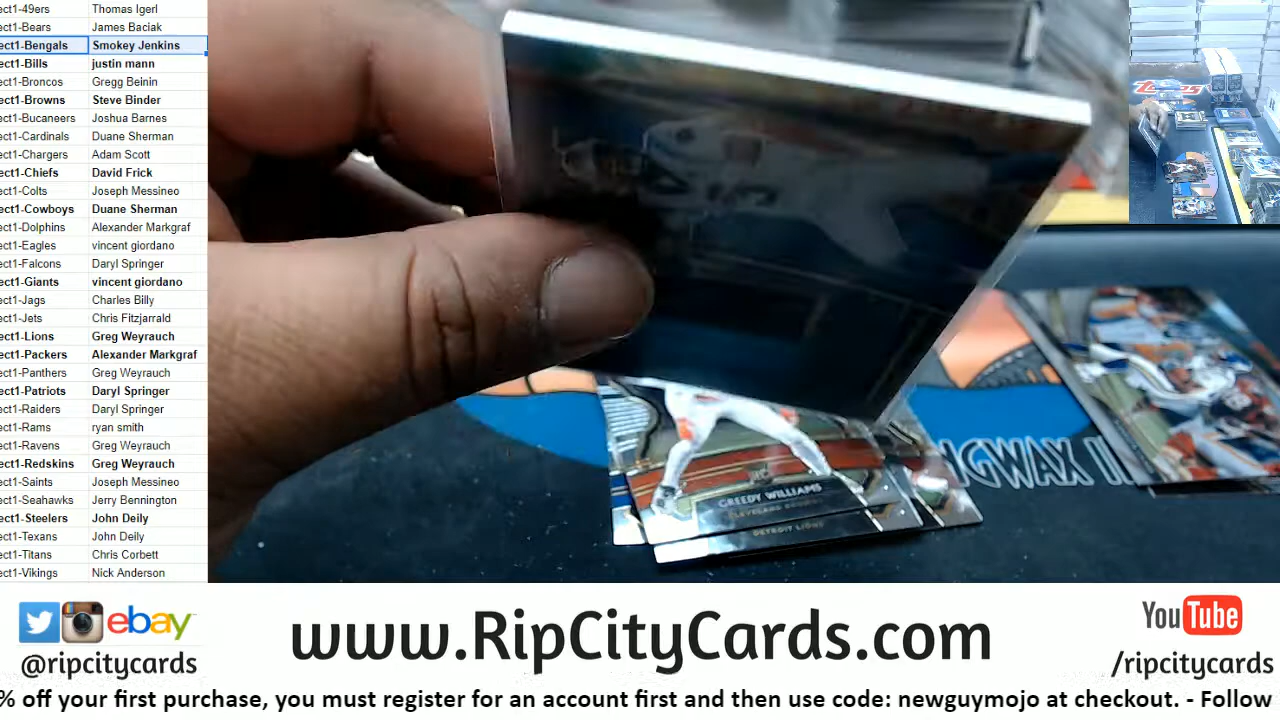 ect1-49ers Thomas Igerl
ect1-Bears James Baciak
ect1-Bengals Smokey Jenkins
ect1-Bills justin mann
ect1-Broncos Gregg Beinin
ect1-Browns Steve Binder
ect1-Bucaneers Joshua Barnes
ect1-Cardinals Duane Sherman
ect1-Chargers Adam Scott
ect1-Chiefs David Frick
ect1-Colts Joseph Messineo
ect1-Cowboys Duane Sherman
ect1-Dolphins Alexander Markgraf
ect1-Eagles vincent giordano
ect1-Falcons Daryl Springer
ect1-Giants vincent giordano
ect1-Jags Charles Billy
ect1-Jets Chris Fitzjarrald
ect1-Lions Greg Weyrauch
ect1-Packers Alexander Markgraf
ect1-Panthers Greg Weyrauch
ect1-Patriots Daryl Springer
ect1-Raiders Daryl Springer
ect1-Rams ryan smith
ect1-Ravens Greg Weyrauch
ect1-Redskins Greg Weyrauch
ect1-Saints Joseph Messineo
ect1-Seahawks Jerry Bennington
ect1-Steelers John Deily
ect1-Texans John Deily
ect1-Titans Chris Corbett
ect1-Vikings Nick Anderson
Topps
NGWAX
RC
GREEDY WILLIAMS
CLEVELAND BROWNS
DETROIT LIONS
ebay
@ripcitycards
www.RipCityCards.com
YouTube
/ripcitycards
% off your first purchase, you must register for an account first and then use code: newguymojo at checkout. - Follow